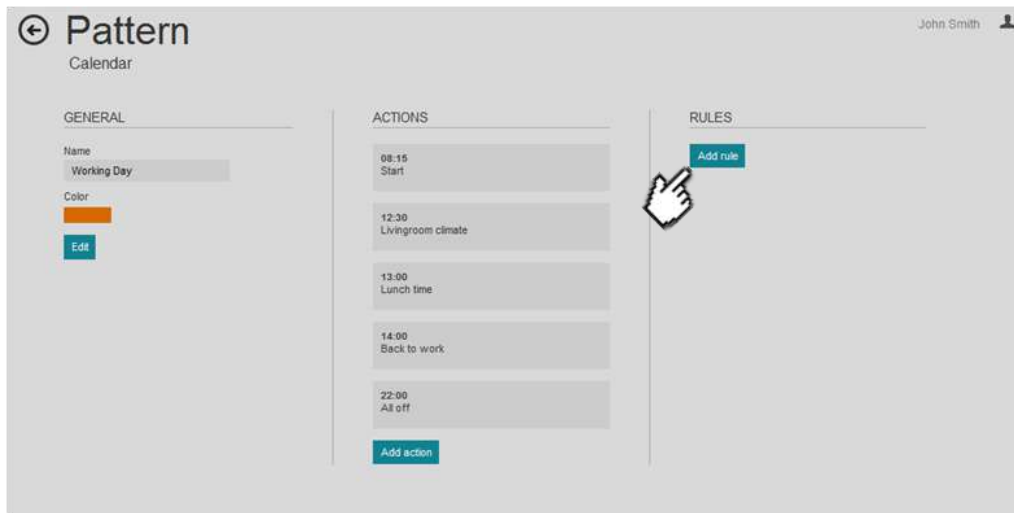 Pattern
John Smith
Calendar
GENERAL
Name
Working Day
Color
Edit
ACTIONS
08:15
Start
12:30
Livingroom climate
13:00
Lunch time
14:00
Back to work
22:00
All off
Add action
RULES
Add rule